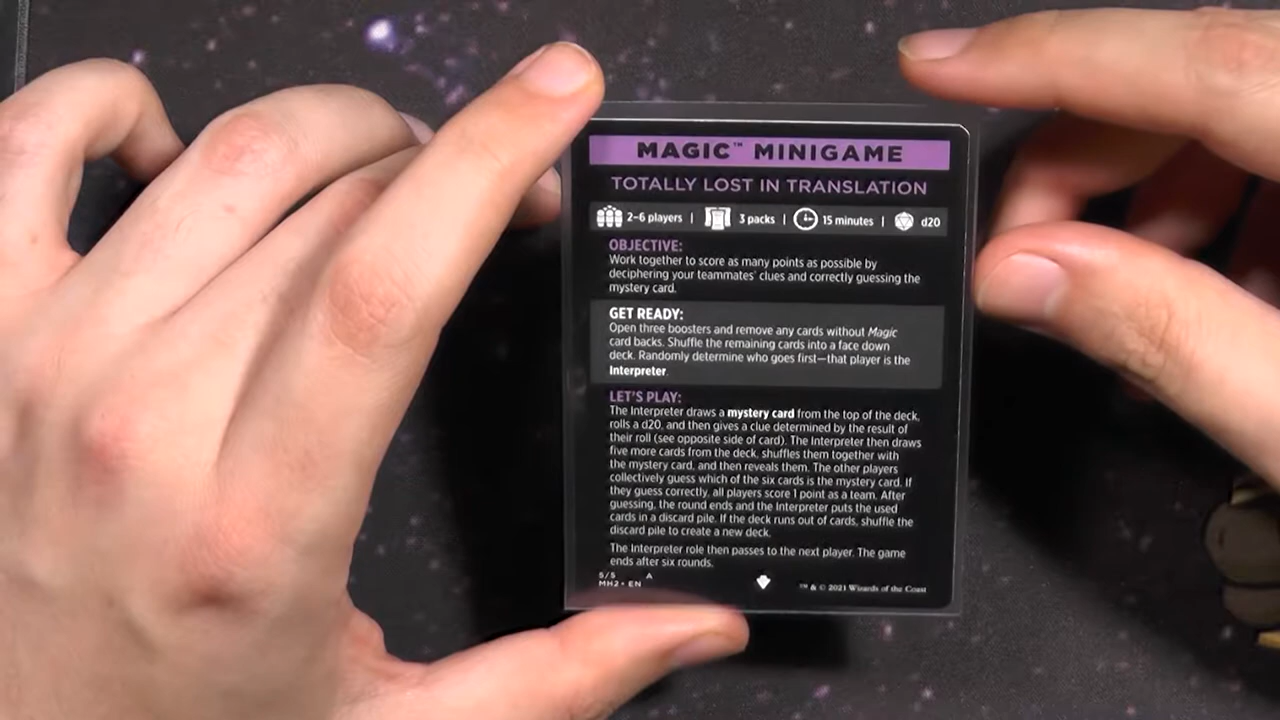 MAGIC™ MINIGAME
TOTALLY LOST IN TRANSLATION
2-6 players | 3 packs | 15 minutes | d20
OBJECTIVE:
Work together to score as many points as possible by
deciphering your teammates' clues and correctly guessing the
mystery card.
GET READY:
Open three boosters and remove any cards without Magic
card backs. Shuffle the remaining cards into a face down
deck. Randomly determine who goes first—that player is the
Interpreter.
LET'S PLAY:
The Interpreter draws a mystery card from the top of the deck,
rolls a d20, and then gives a clue determined by the result of
their roll (see opposite side of card). The Interpreter then draws
five more cards from the deck, shuffles them together with
the mystery card, and then reveals them. The other players
collectively guess which of the six cards is the mystery card. If
they guess correctly, all players score 1 point as a team. After
guessing, the round ends and the Interpreter puts the used
cards in a discard pile. If the deck runs out of cards, shuffle the
discard pile to create a new deck.
The Interpreter role then passes to the next player. The game
ends after six rounds.
5/5 A
MH2 • EN
™ & © 2021 Wizards of the Coast